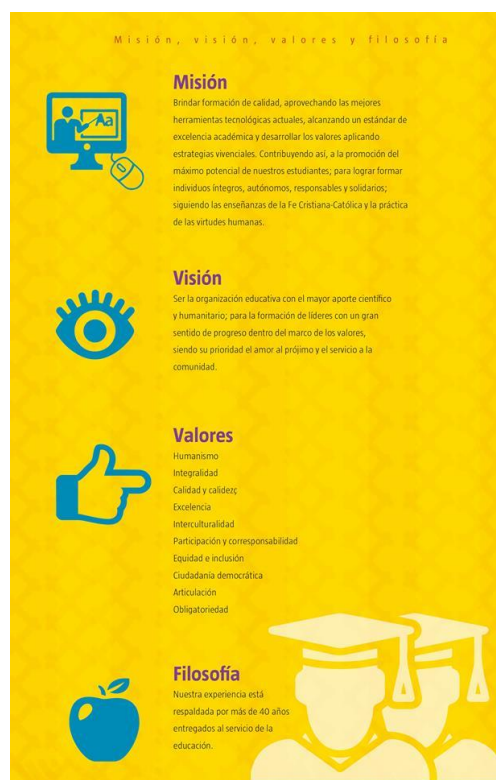 Misión, visión, valores y filosofía
Misión
Brindar formación de calidad, aprovechando las mejores
herramientas tecnológicas actuales, alcanzando un estándar de
excelencia académica y desarrollar los valores aplicando
estrategias vivenciales. Contribuyendo así, a la promoción del
máximo potencial de nuestros estudiantes; para lograr formar
individuos íntegros, autónomos, responsables y solidarios;
siguiendo las enseñanzas de la Fe Cristiana-Católica y la práctica
de las virtudes humanas.
Aa
Visión
Ser la organización educativa con el mayor aporte científico
y humanitario; para la formación de líderes con un gran
sentido de progreso dentro del marco de los valores,
siendo su prioridad el amor al prójimo y el servicio a la
comunidad.
Valores
Humanismo
Integralidad
Calidad y calidezç
Excelencia
Interculturalidad
Participación y corresponsabilidad
Equidad e inclusión
Ciudadanía democrática
Articulación
Obligatoriedad
Filosofía
Nuestra experiencia está
respaldada por más de 40 años
entregados al servicio de la
educación.